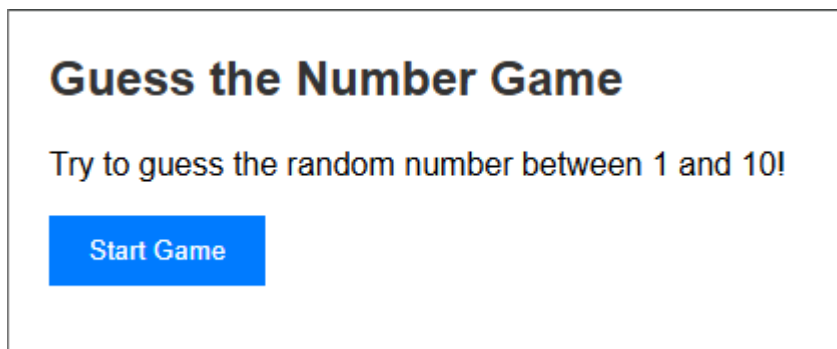 Guess the Number Game
Try to guess the random number between 1 and 10!
Start Game